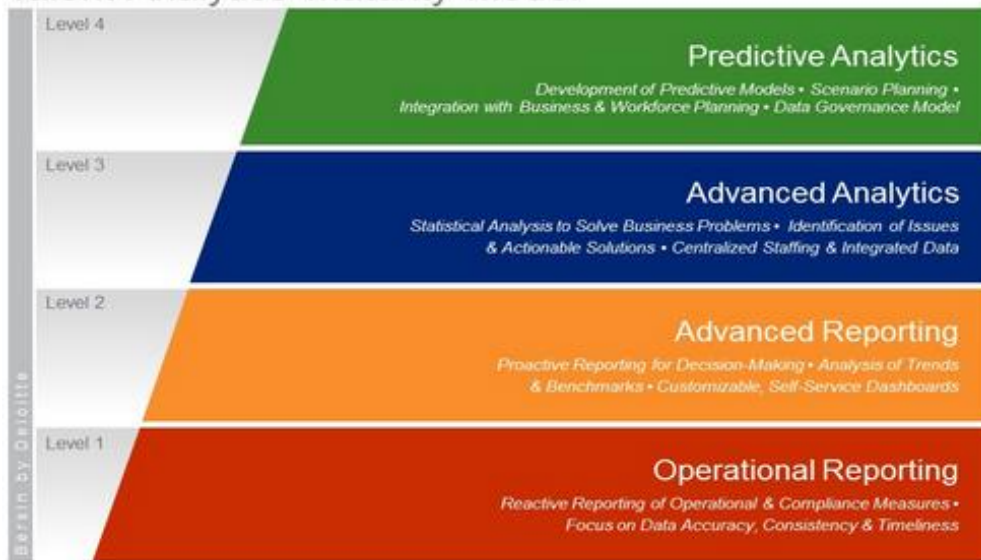 Level 4
Predictive Analytics
Development of Predictive Models • Scenario Planning •
Integration with Business & Workforce Planning • Data Governance Model
Level 3
Advanced Analytics
Statistical Analysis to Solve Business Problems • Identification of Issues
& Actionable Solutions • Centralized Staffing & Integrated Data
Level 2
Advanced Reporting
Proactive Reporting for Decision-Making • Analysis of Trends
& Benchmarks • Customizable, Self-Service Dashboards
Level 1
Operational Reporting
Reactive Reporting of Operational & Compliance Measures •
Focus on Data Accuracy, Consistency & Timeliness
Bersin by Deloitte